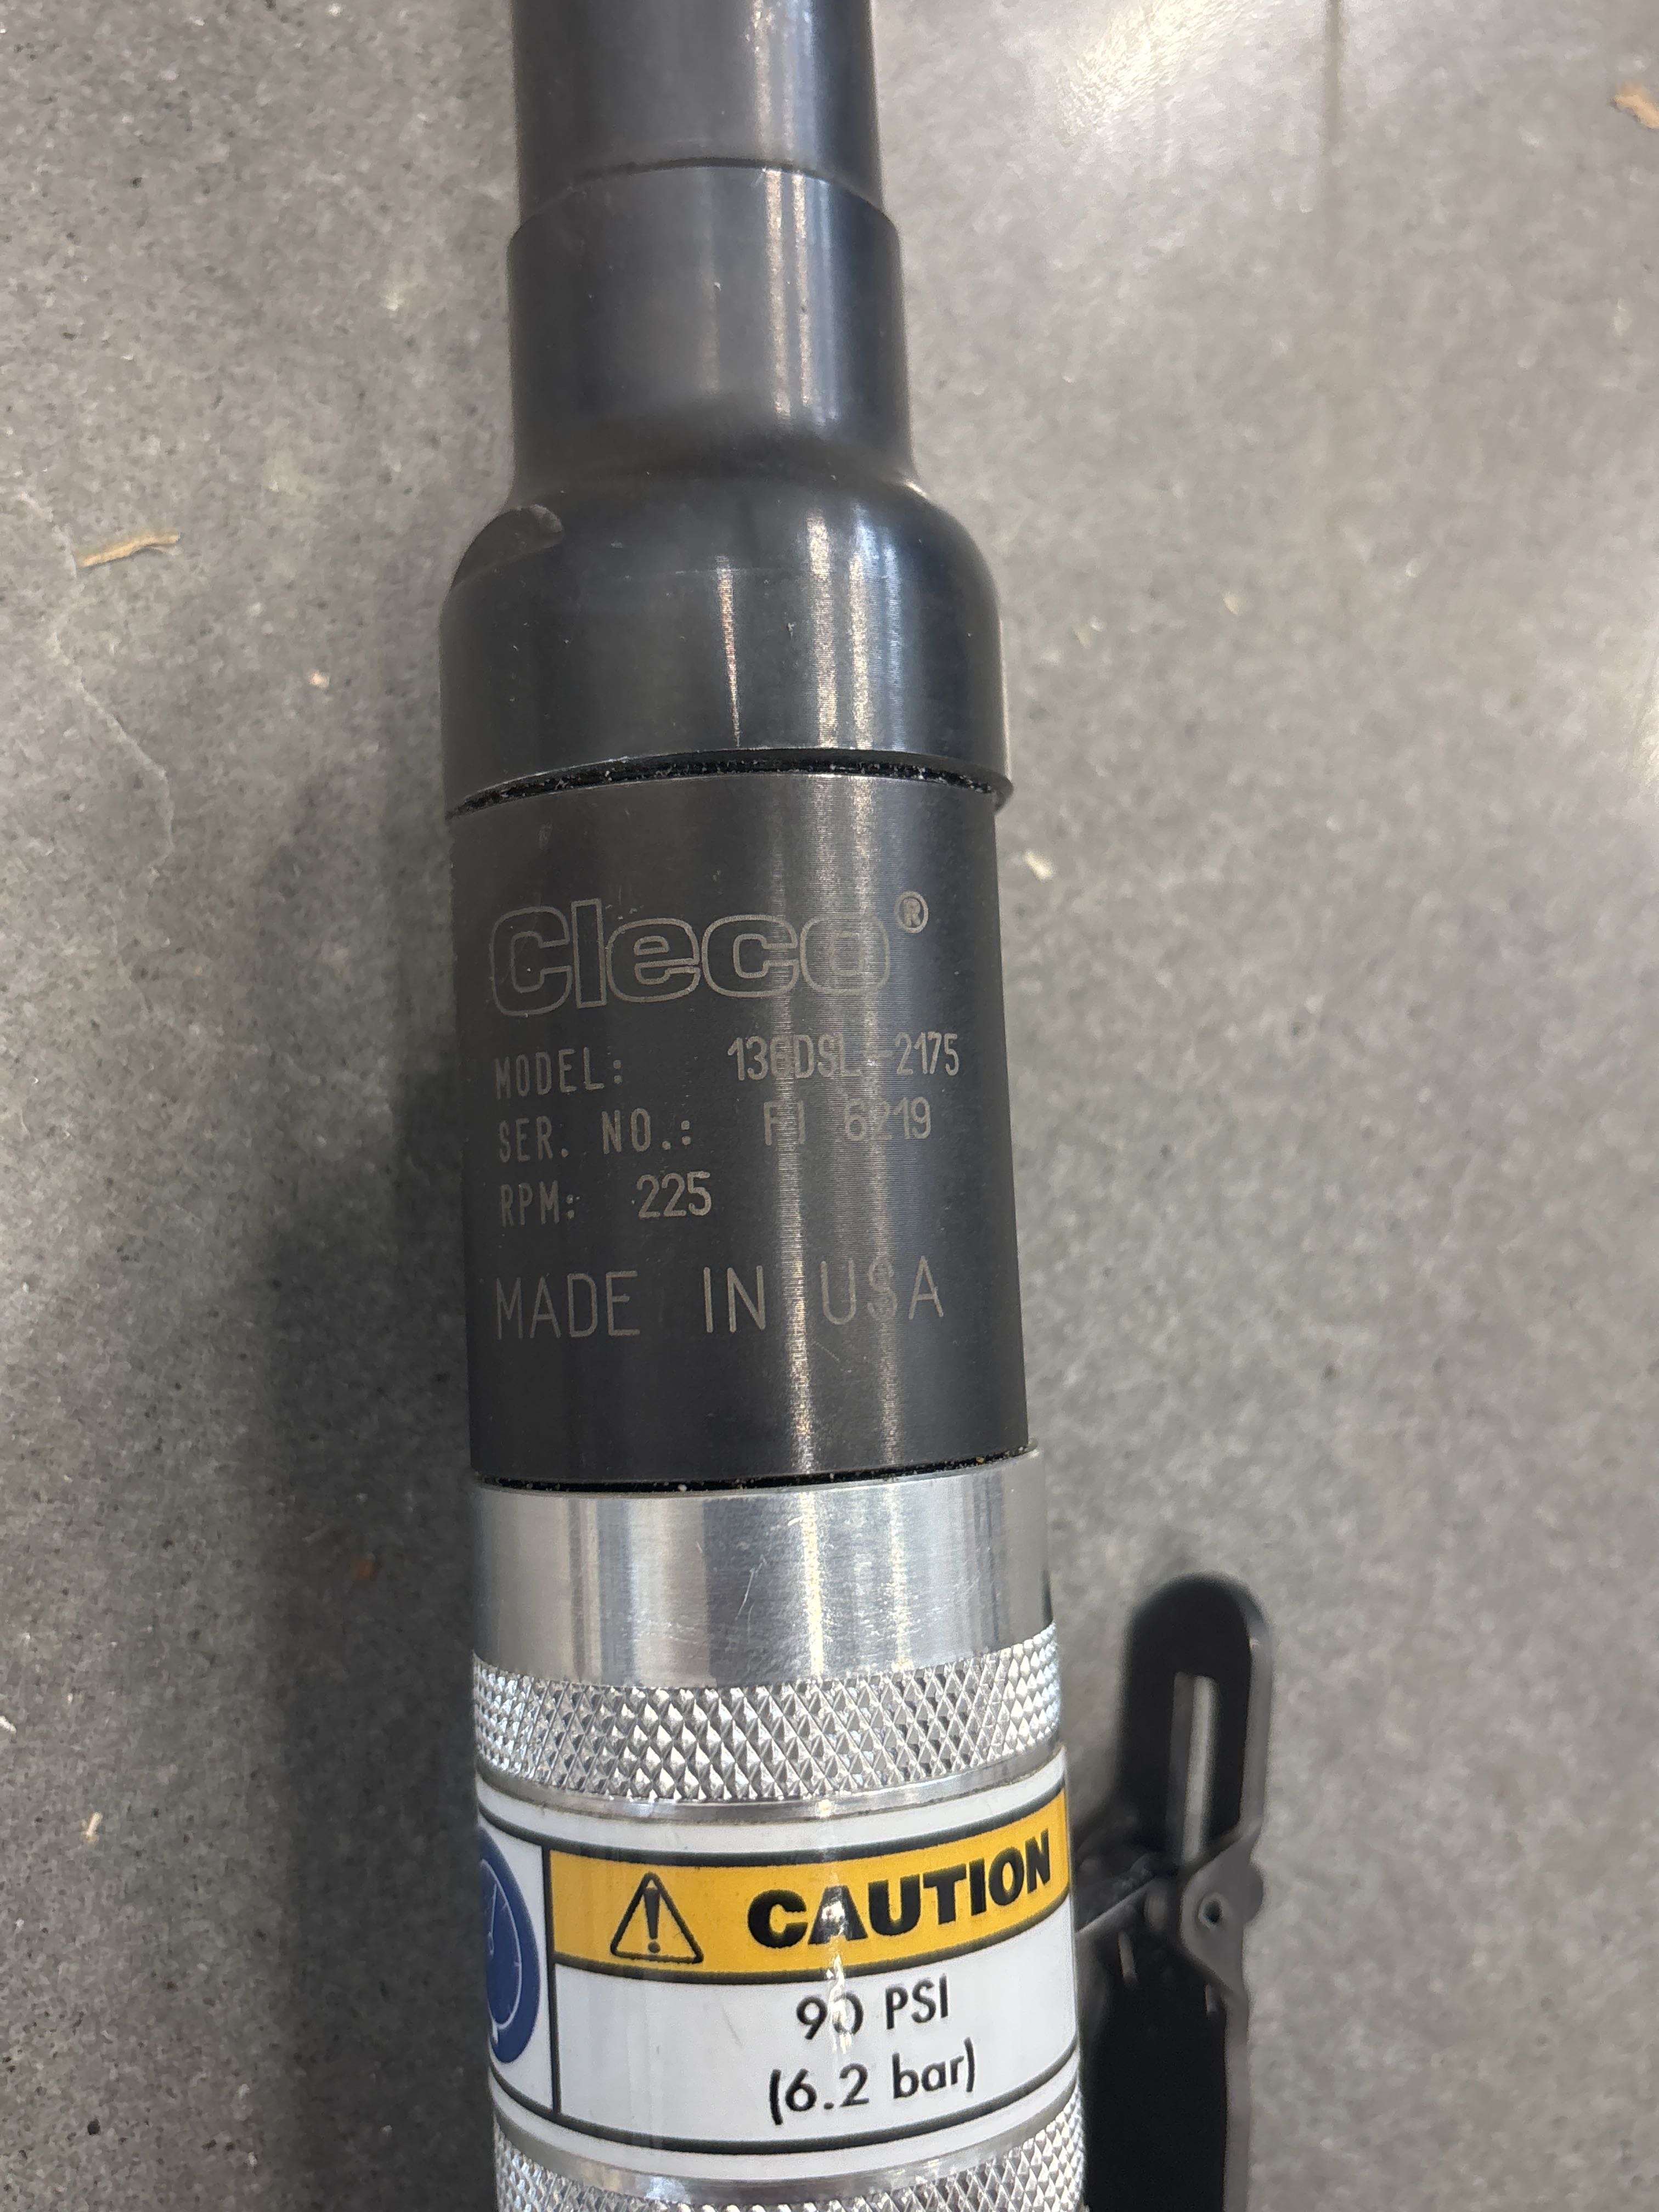 Cleco®
MODEL: 136DSL-2175
SER. NO.: FI 6219
RPM: 225
MADE IN USA
CAUTION
90 PSI
(6.2 bar)